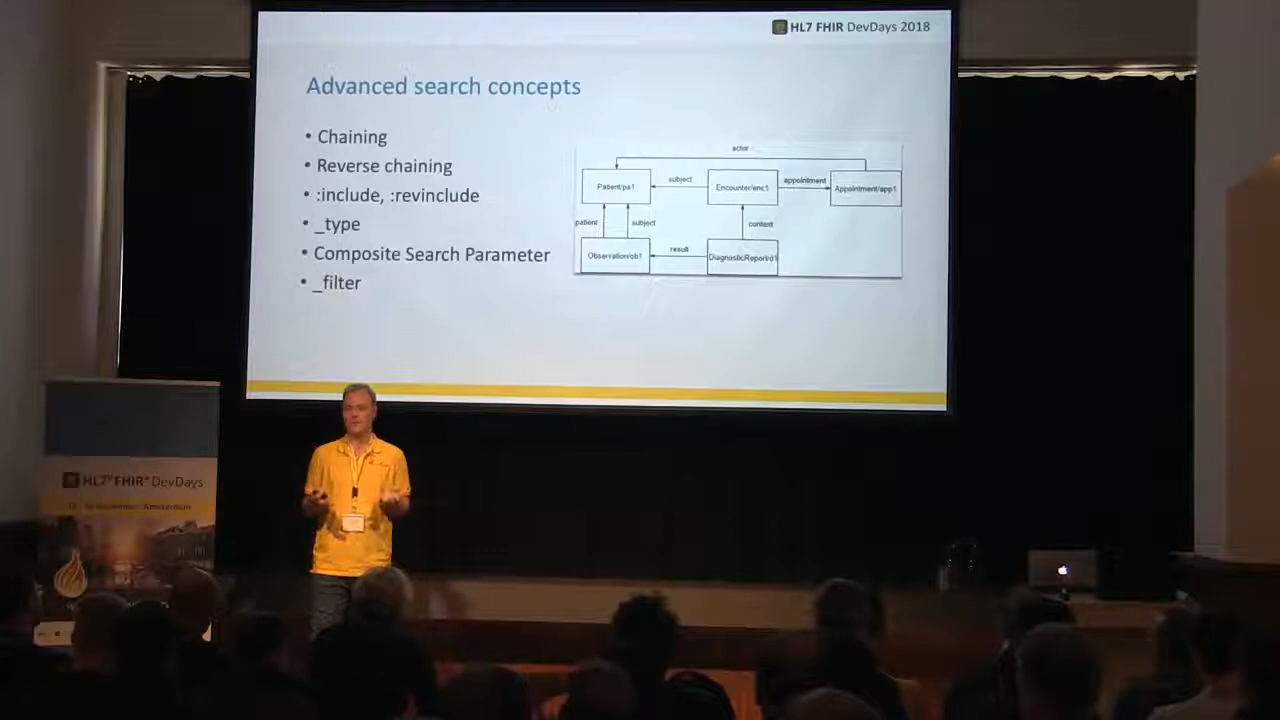 HL7 FHIR DevDays 2018
Advanced search concepts
• Chaining
• Reverse chaining
• :include, :revinclude
• _type
• Composite Search Parameter
• _filter
actor
Patient/pa1
subject
Encounter/enc1
appointment
Appointment/app1
patient
subject
context
Observation/ob1
result
DiagnosticReport/d1
HL7® FHIR® DevDays
Amsterdam